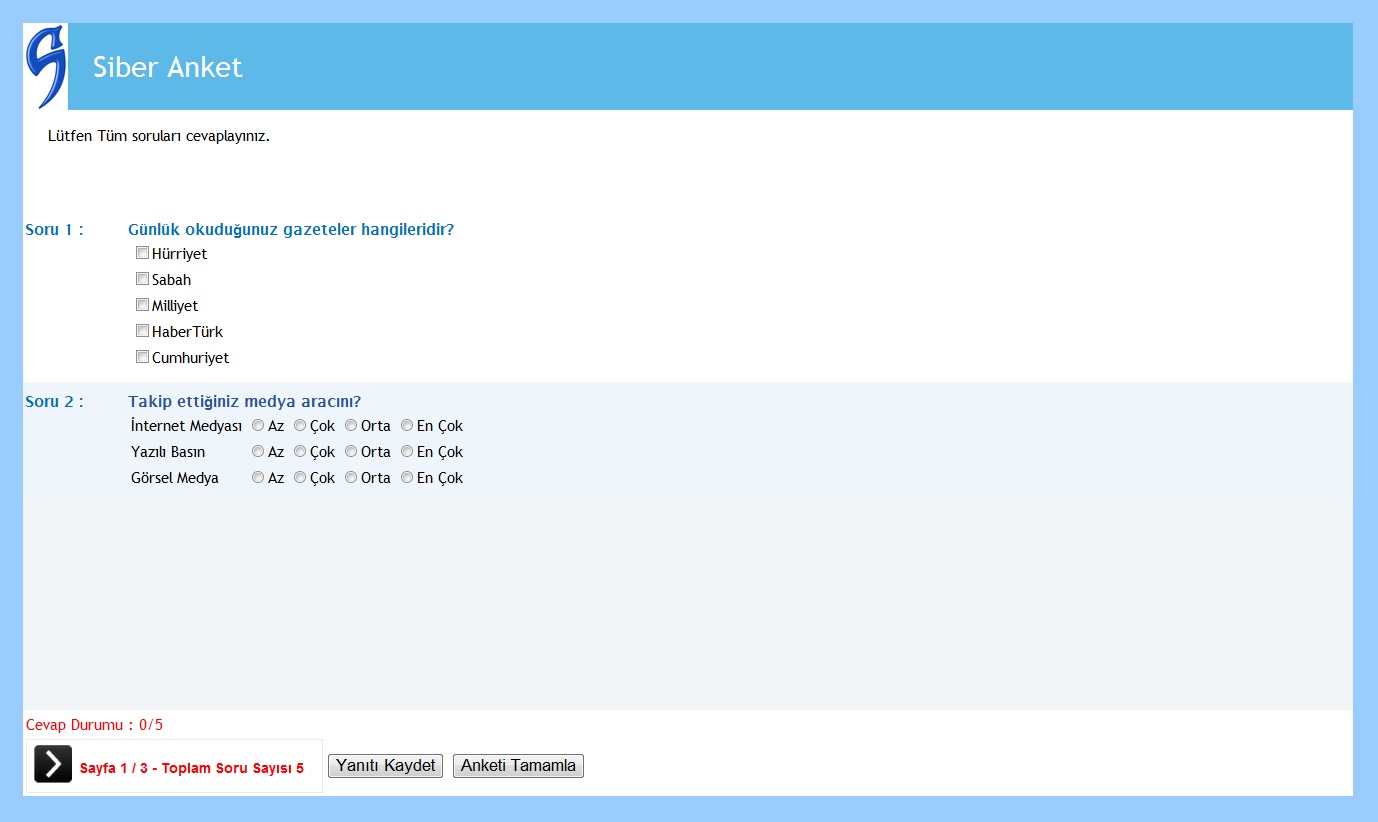 Siber Anket
Lütfen Tüm soruları cevaplayınız.
Soru 1 : Günlük okuduğunuz gazeteler hangileridir?
Hürriyet
Sabah
Milliyet
HaberTürk
Cumhuriyet
Soru 2 : Takip ettiğiniz medya aracını?
İnternet Medyası Az Çok Orta En Çok
Yazılı Basın Az Çok Orta En Çok
Görsel Medya Az Çok Orta En Çok
Cevap Durumu : 0/5
Sayfa 1 / 3 - Toplam Soru Sayısı 5 Yanıtı Kaydet Anketi Tamamla